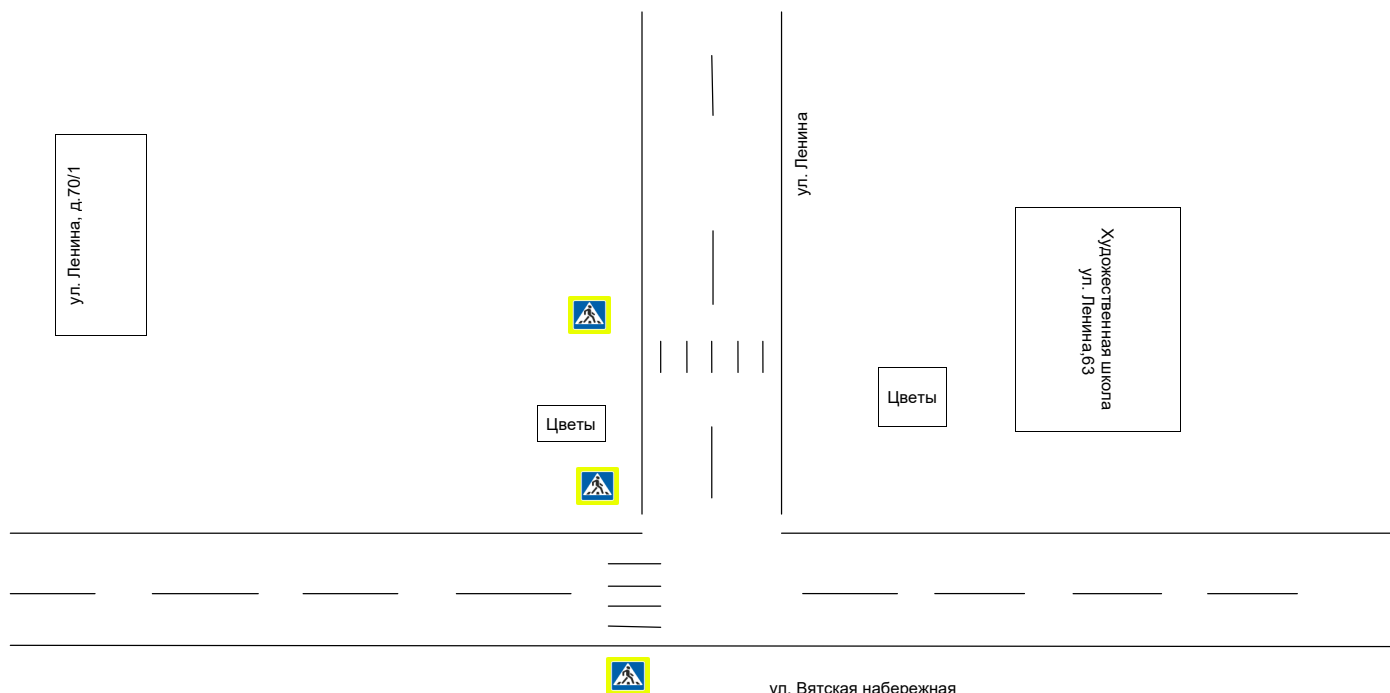 ул. Ленина, д.70/1
ул. Ленина
Художественная школа
ул. Ленина,63
Цветы
Цветы
ул. Вятская набережная